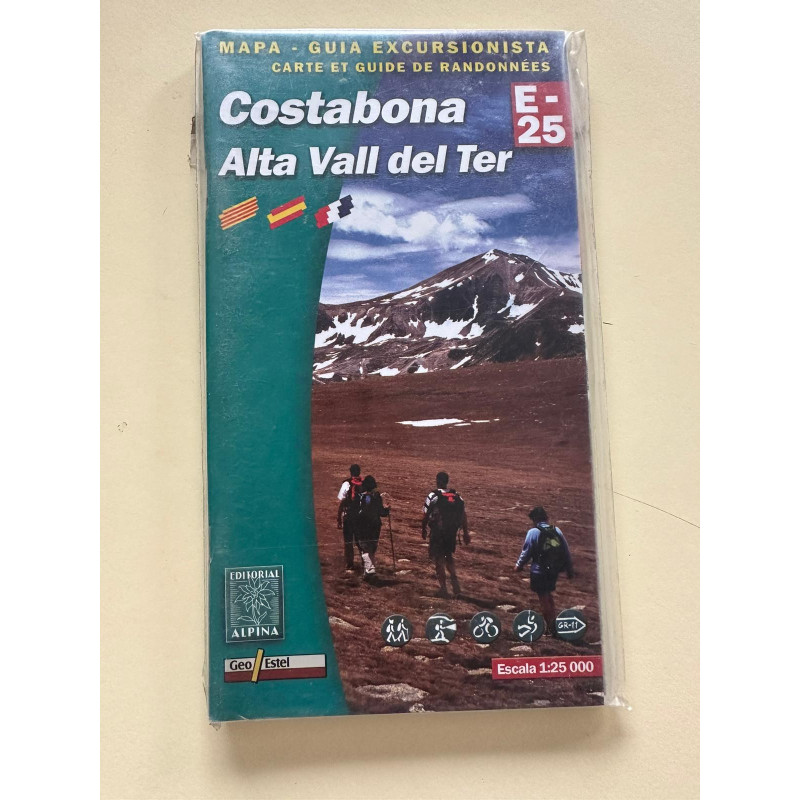 MAPA - GUIA EXCURSIONISTA
CARTE ET GUIDE DE RANDONNÉES
Costabona
E -
25
Alta Vall del Ter
EDITORIAL
ALPINA
GR-11
Geo Estel
Escala 1:25 000